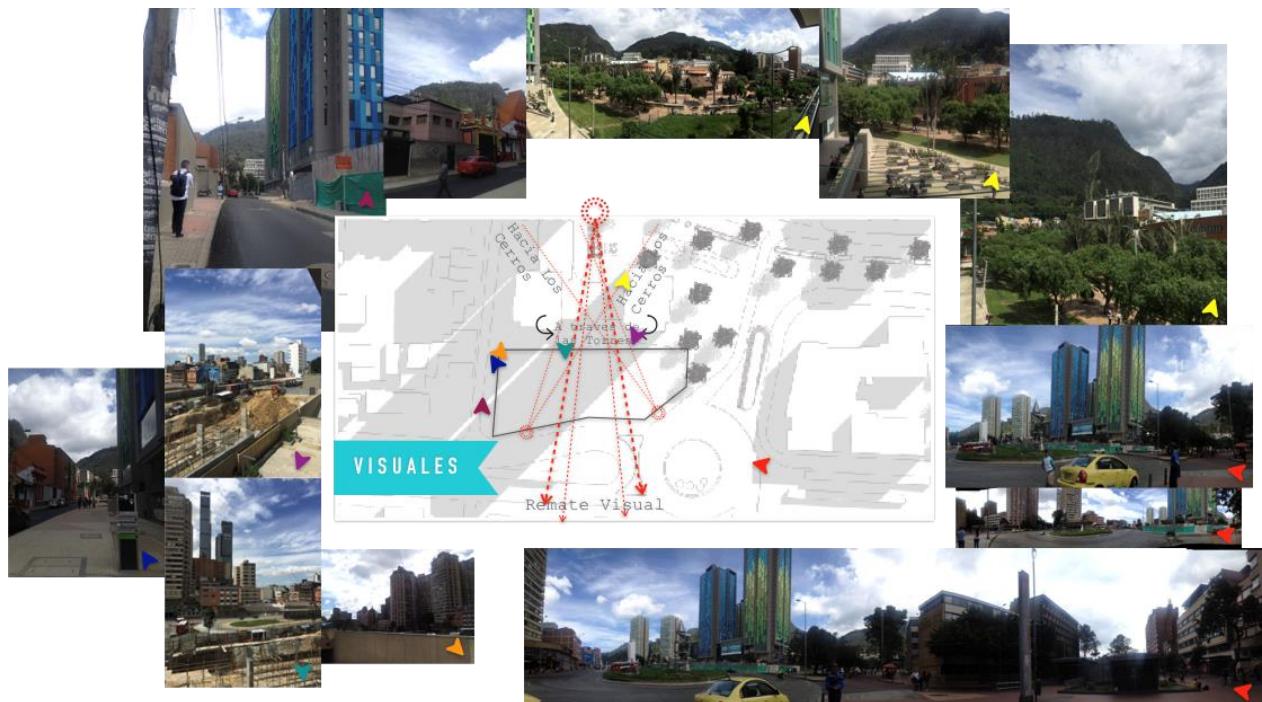 Hacia Los
Cerros
Hacia Los
Cerros
A través de
las Torres
VISUALES
Remate Visual